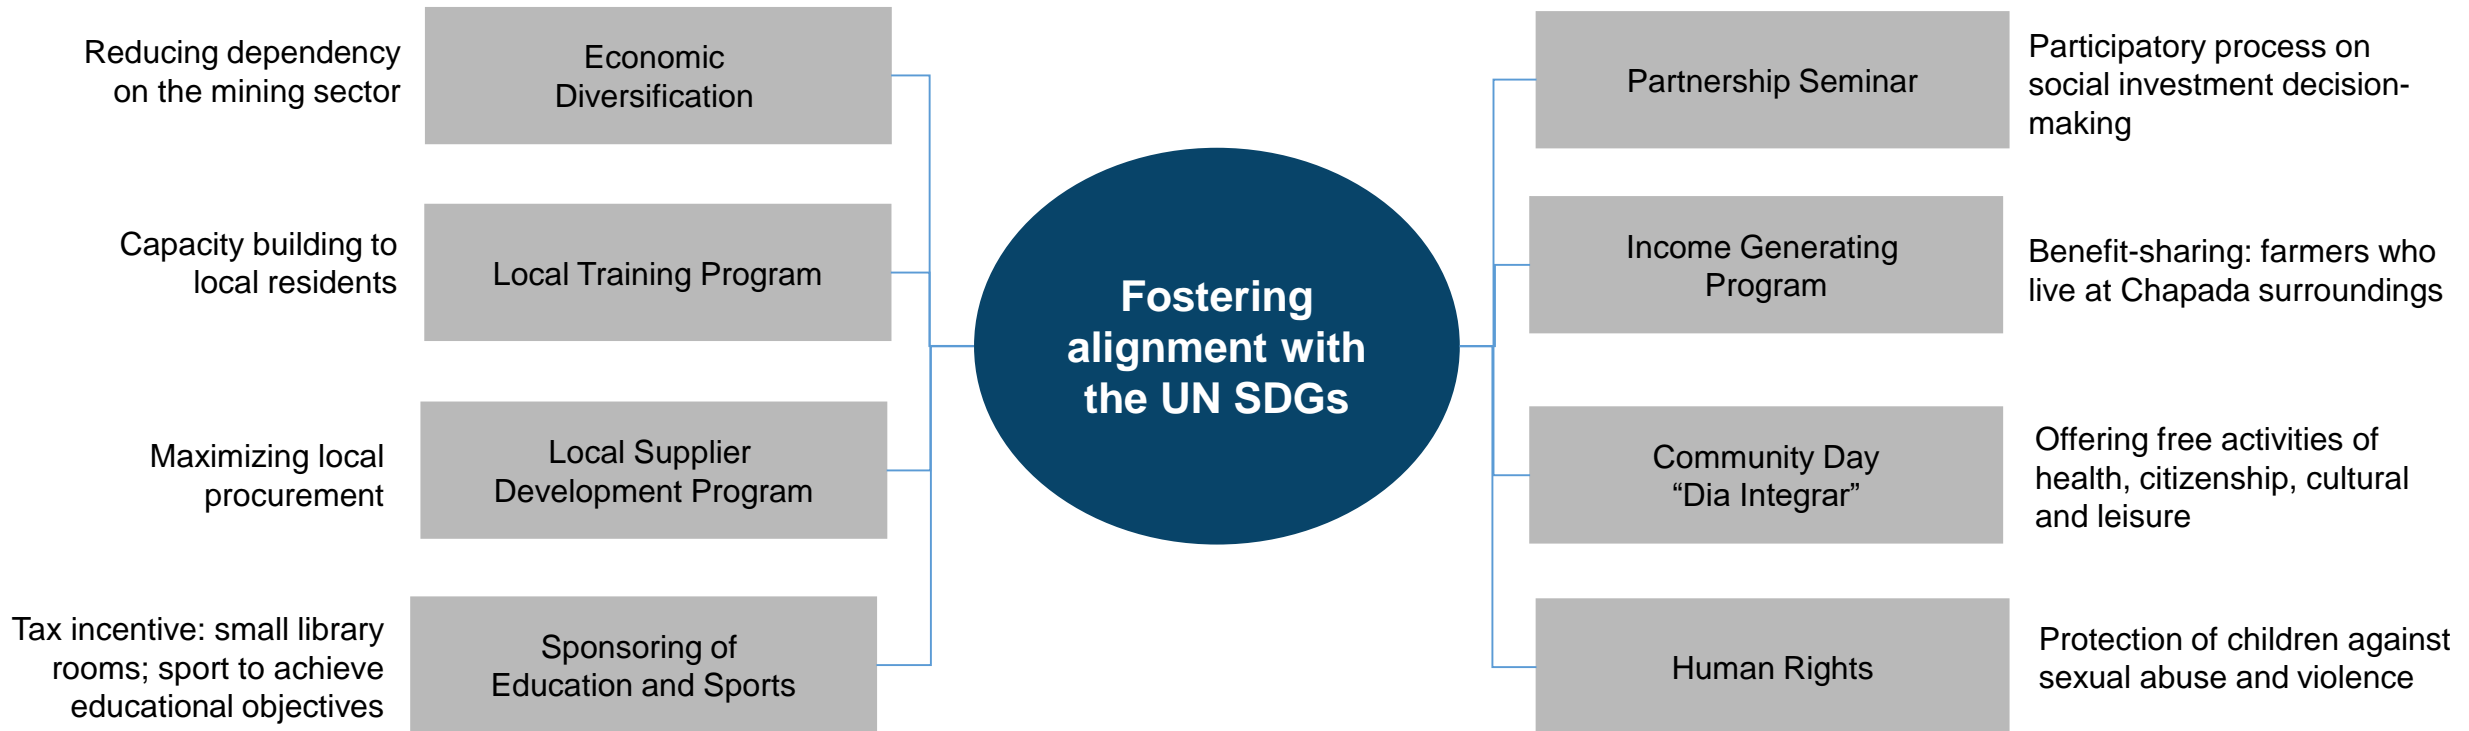 Reducing dependency
on the mining sector
Economic
Diversification
Capacity building to
local residents
Local Training Program
Maximizing local
procurement
Local Supplier
Development Program
Tax incentive: small library
rooms; sport to achieve
educational objectives
Sponsoring of
Education and Sports
Fostering
alignment with
the UN SDGs
Partnership Seminar
Participatory process on
social investment decision-
making
Income Generating
Program
Benefit-sharing: farmers who
live at Chapada surroundings
Community Day
“Dia Integrar”
Offering free activities of
health, citizenship, cultural
and leisure
Human Rights
Protection of children against
sexual abuse and violence